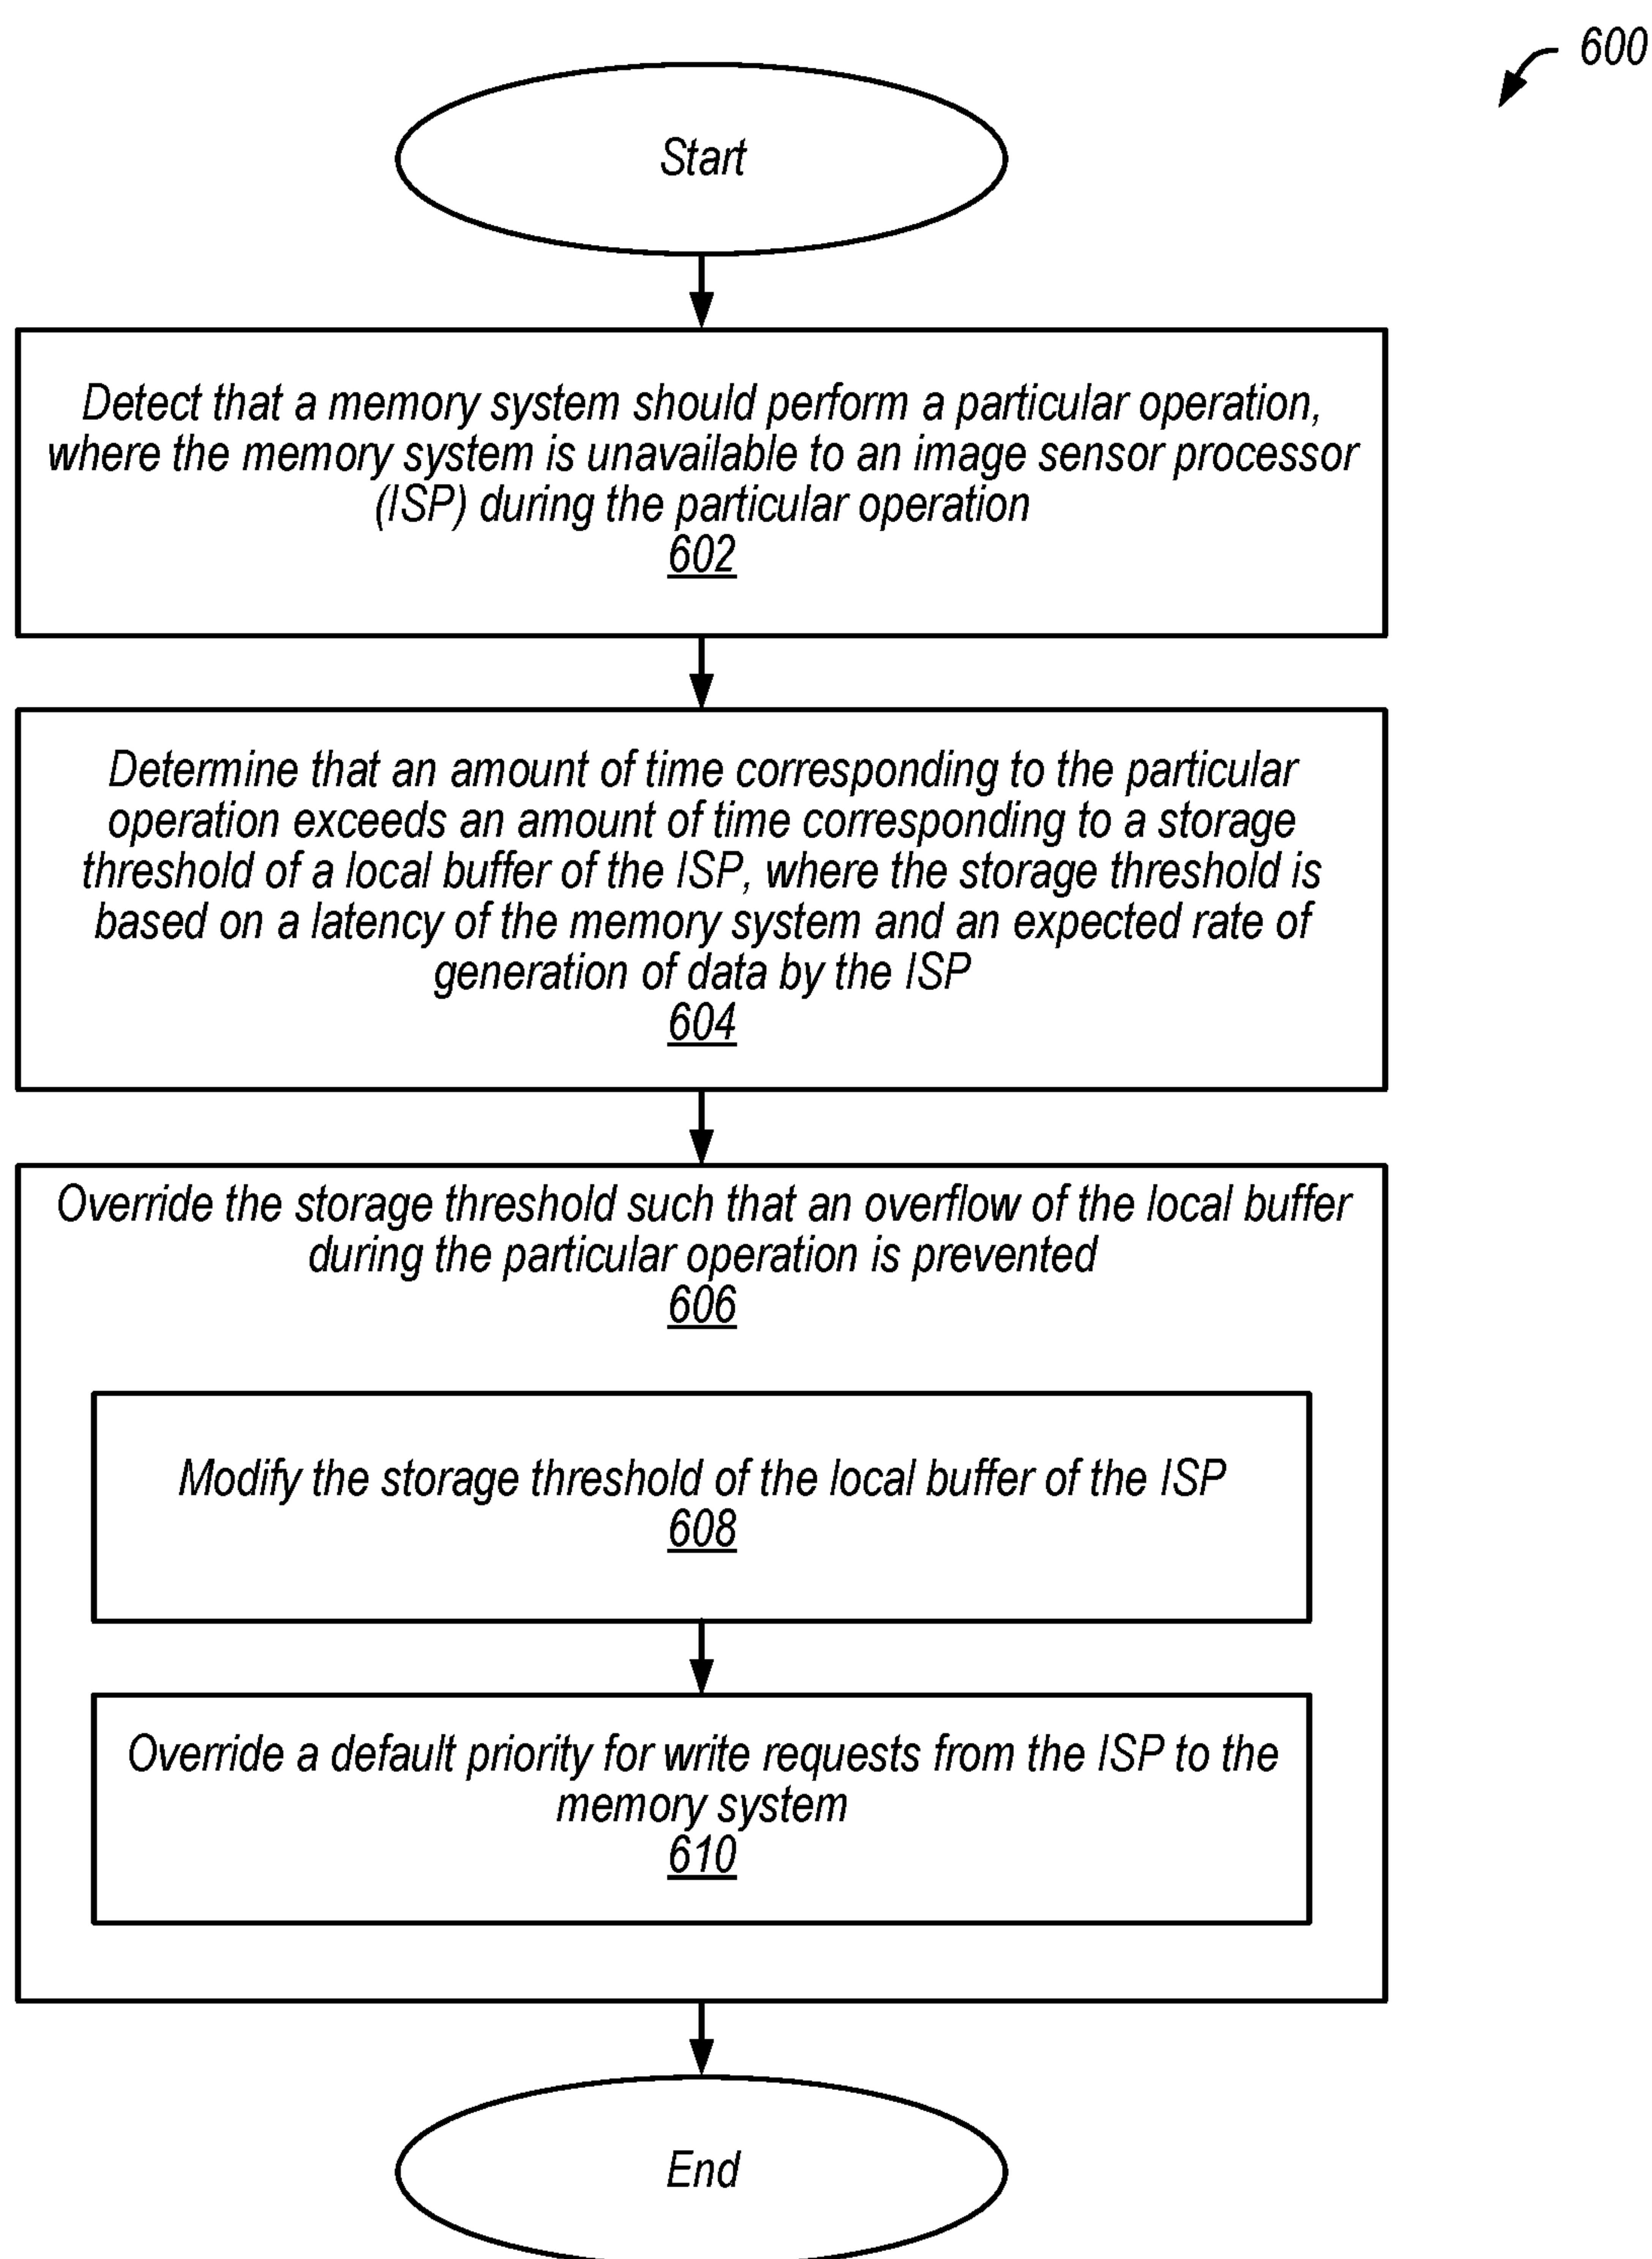 600
Start
Detect that a memory system should perform a particular operation,
where the memory system is unavailable to an image sensor processor
(ISP) during the particular operation
602
Determine that an amount of time corresponding to the particular
operation exceeds an amount of time corresponding to a storage
threshold of a local buffer of the ISP, where the storage threshold is
based on a latency of the memory system and an expected rate of
generation of data by the ISP
604
Override the storage threshold such that an overflow of the local buffer
during the particular operation is prevented
606
Modify the storage threshold of the local buffer of the ISP
608
Override a default priority for write requests from the ISP to the
memory system
610
End